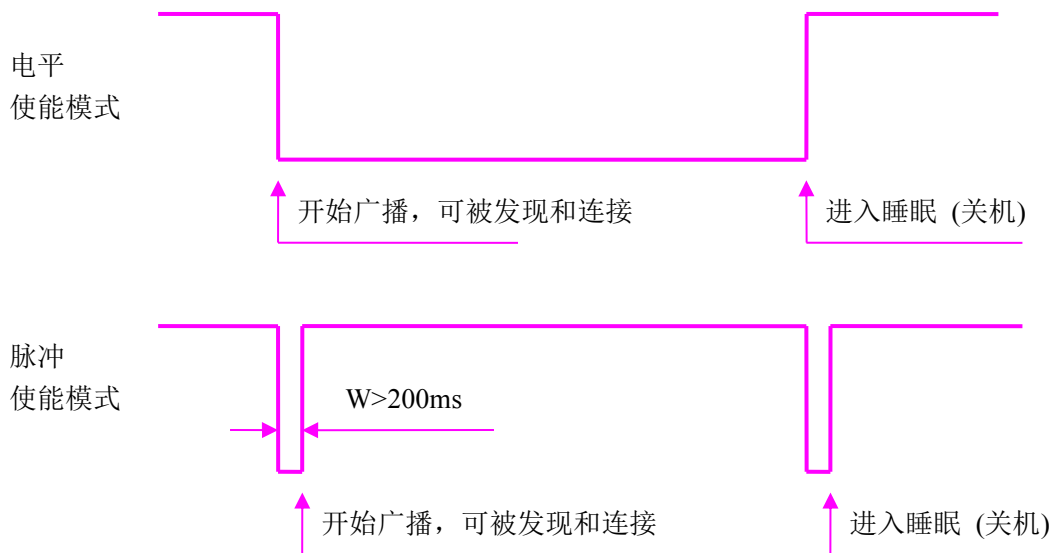 电平
使能模式
开始广播，可被发现和连接
进入睡眠 (关机)
脉冲
使能模式
W>200ms
开始广播，可被发现和连接
进入睡眠 (关机)